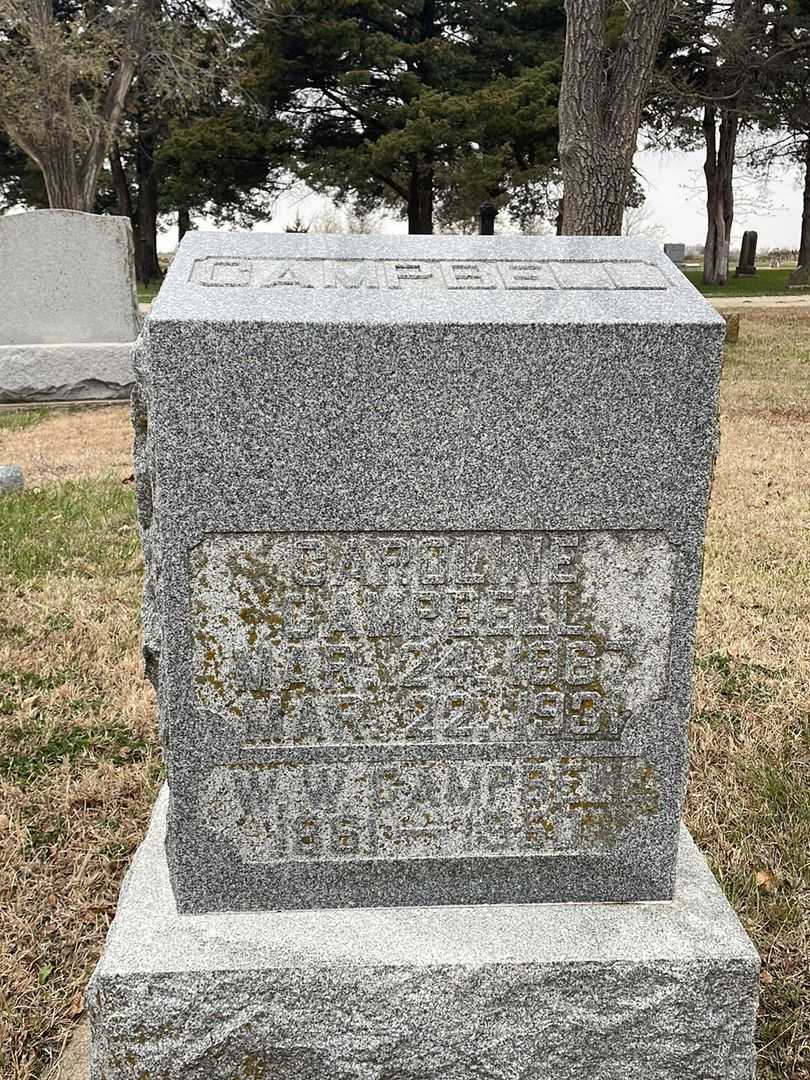 CAMPBELL
CAROLINE
CAMPBELL
MAR. 24,
MAR. 22,
W.W. CAMPBELL
1861 —